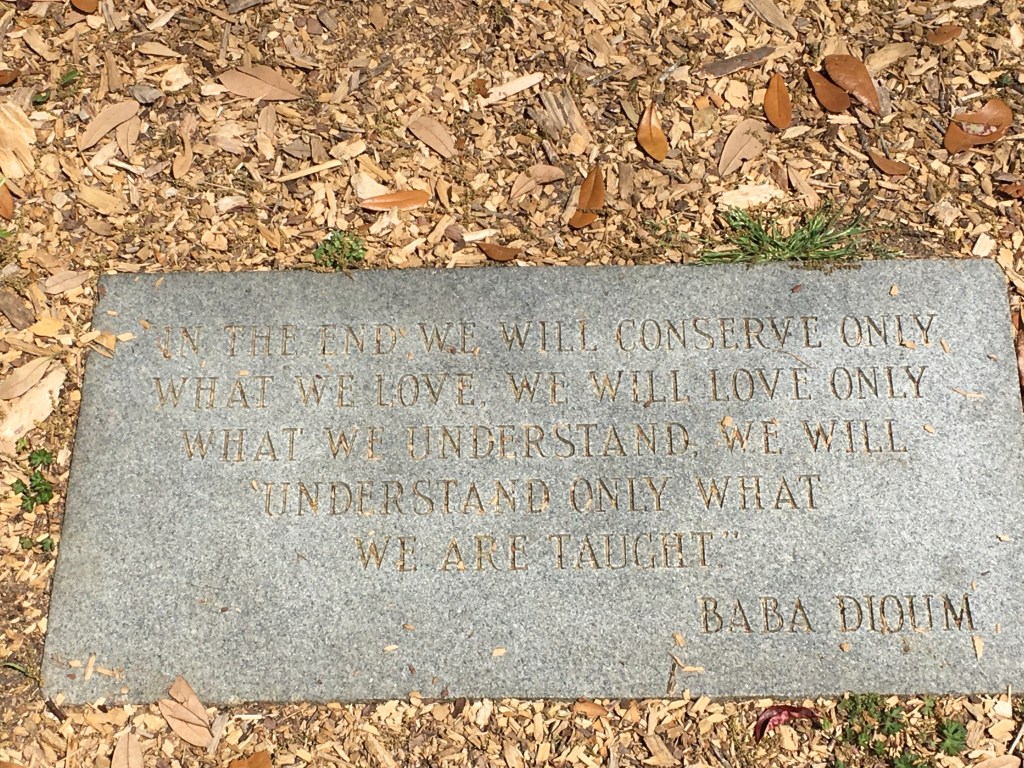 "IN THE END WE WILL CONSERVE ONLY
WHAT WE LOVE, WE WILL LOVE ONLY
WHAT WE UNDERSTAND, WE WILL
UNDERSTAND ONLY WHAT
WE ARE TAUGHT"
BABA DIOUM